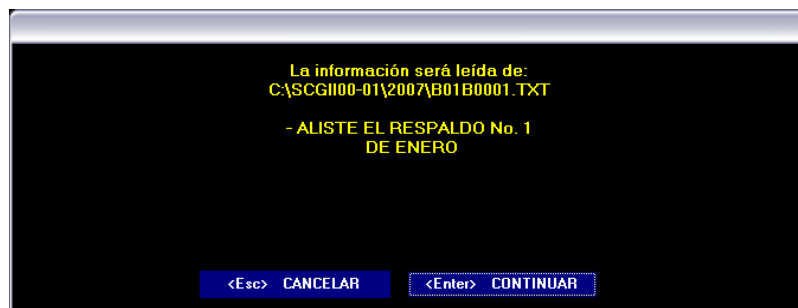 La información será leída de:
C:\SCGII00-01\2007\B01B0001.TXT
- ALISTE EL RESPALDO No. 1
DE ENERO
<Esc> CANCELAR <Enter> CONTINUAR